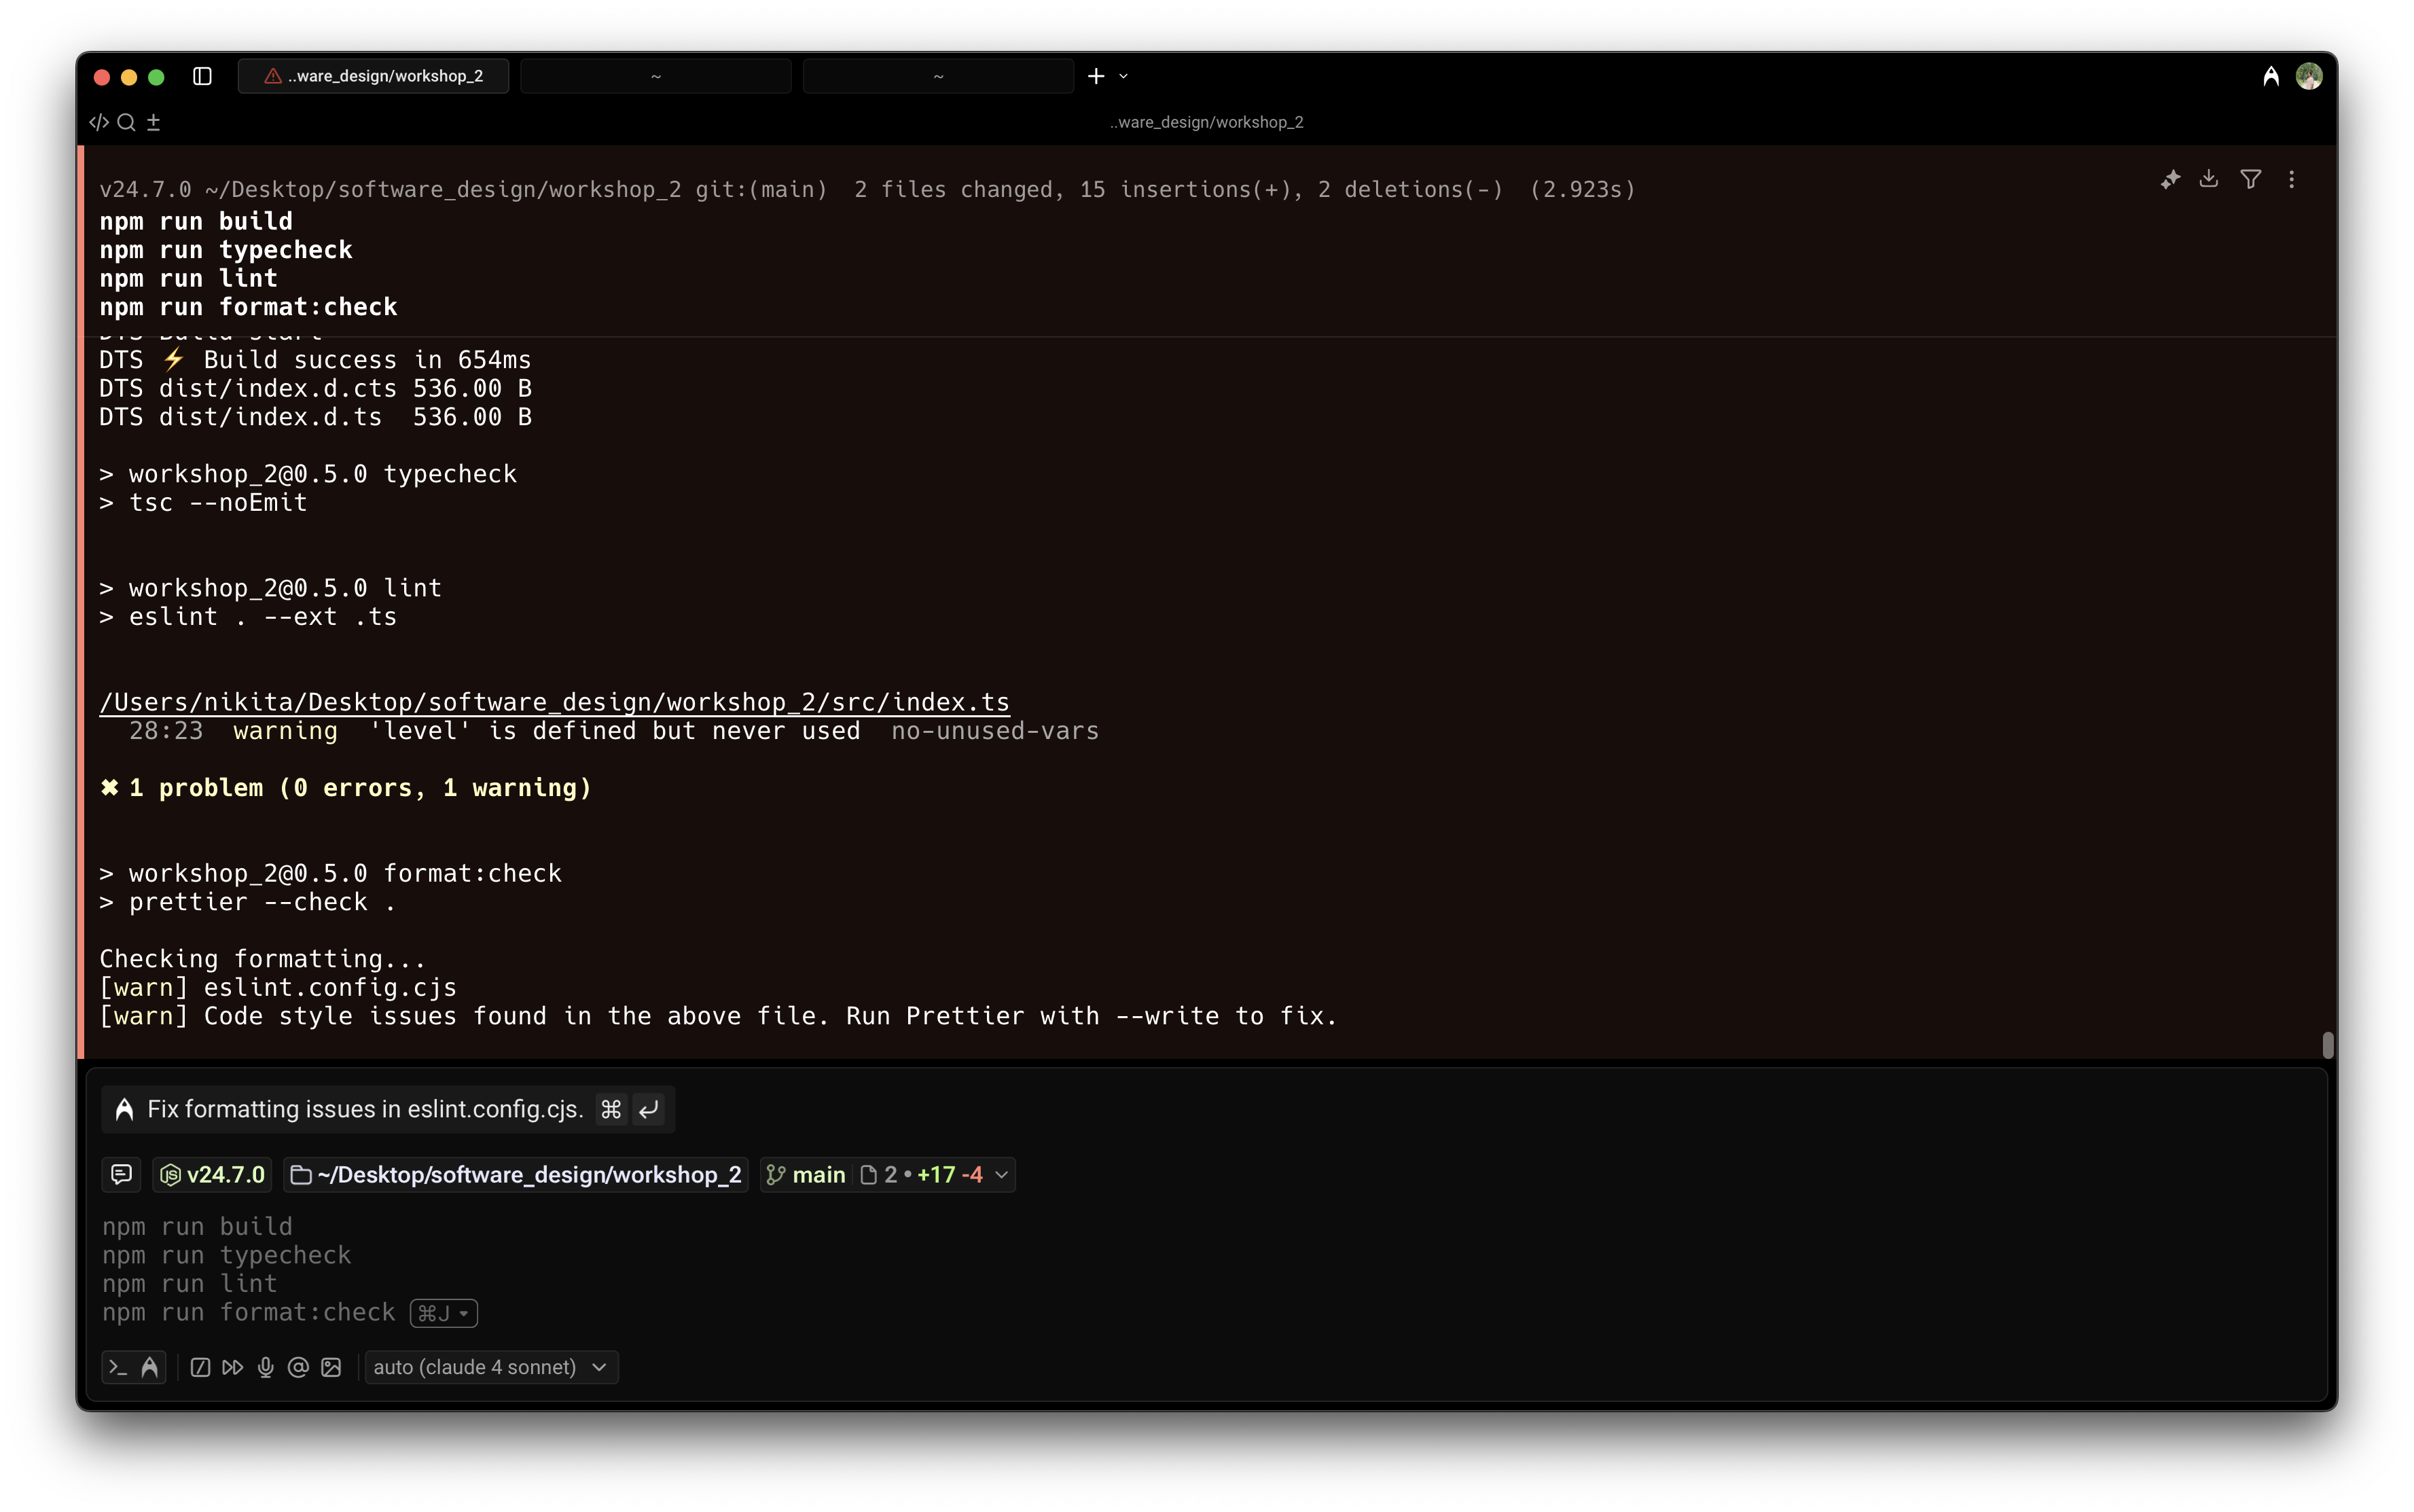 ..ware_design/workshop_2
~
~
..ware_design/workshop_2
v24.7.0 ~/Desktop/software_design/workshop_2 git:(main)  2 files changed, 15 insertions(+), 2 deletions(-)  (2.923s)
npm run build
npm run typecheck
npm run lint
npm run format:check
DTS Build start
DTS ⚡ Build success in 654ms
DTS dist/index.d.cts 536.00 B
DTS dist/index.d.ts  536.00 B
> workshop_2@0.5.0 typecheck
> tsc --noEmit
> workshop_2@0.5.0 lint
> eslint . --ext .ts
/Users/nikita/Desktop/software_design/workshop_2/src/index.ts
28:23  warning  'level' is defined but never used  no-unused-vars
✖ 1 problem (0 errors, 1 warning)
> workshop_2@0.5.0 format:check
> prettier --check .
Checking formatting...
[warn] eslint.config.cjs
[warn] Code style issues found in the above file. Run Prettier with --write to fix.
Fix formatting issues in eslint.config.cjs. ⌘ ↵
v24.7.0 ~/Desktop/software_design/workshop_2 main 2 • +17 -4
npm run build
npm run typecheck
npm run lint
npm run format:check ⌘J
auto (claude 4 sonnet)